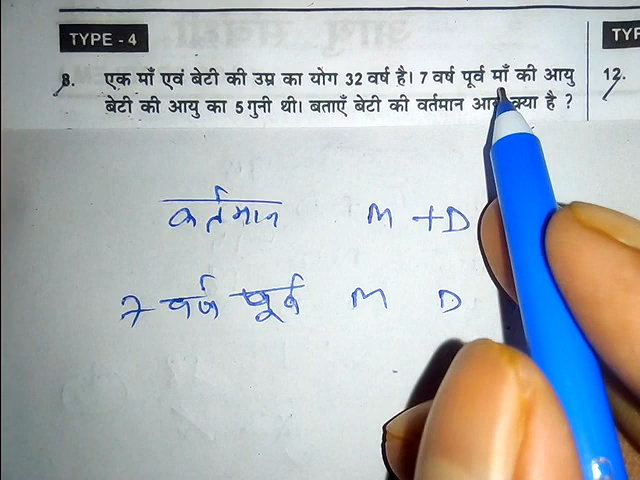 TYPE - 4
TYP
8. एक माँ एवं बेटी की उम्र का योग 32 वर्ष है। 7 वर्ष पूर्व माँ की आयु
12.
बेटी की आयु का 5 गुनी थी। बताएँ बेटी की वर्तमान क्या है ?
वर्तमान M + D
7 वर्ष पूर्व M D